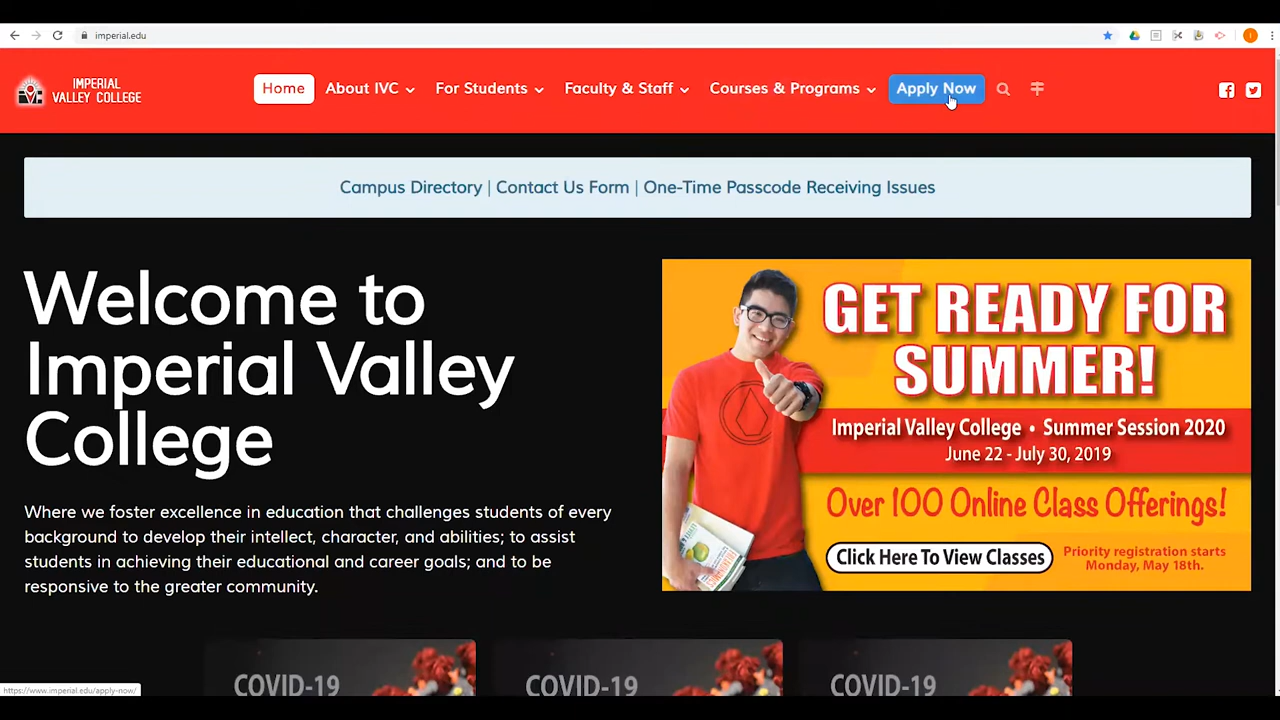 imperial.edu
IMPERIAL
VALLEY COLLEGE
Home
About IVC
For Students
Faculty & Staff
Courses & Programs
Apply Now
Campus Directory | Contact Us Form | One-Time Passcode Receiving Issues
Welcome to
Imperial Valley
College
Where we foster excellence in education that challenges students of every
background to develop their intellect, character, and abilities; to assist
students in achieving their educational and career goals; and to be
responsive to the greater community.
GET READY FOR
SUMMER!
Imperial Valley College • Summer Session 2020
June 22 - July 30, 2019
Over 100 Online Class Offerings!
Click Here To View Classes
Priority registration starts
Monday, May 18th.
COVID-19
COVID-19
COVID-19
https://www.imperial.edu/apply-now/